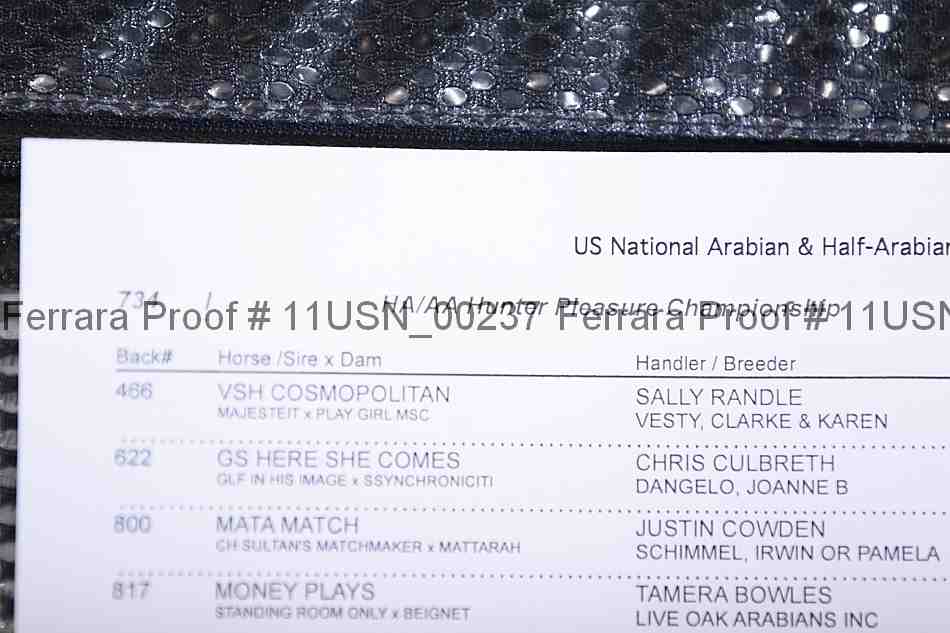 US National Arabian & Half-Arabian
734 HA/AA Hunter Pleasure Championship
Ferrara Proof # 11USN_00237 Ferrara Proof # 11USN
Back# Horse /Sire x Dam Handler / Breeder
466 VSH COSMOPOLITAN SALLY RANDLE
MAJESTEIT x PLAY GIRL MSC VESTY, CLARKE & KAREN
622 GS HERE SHE COMES CHRIS CULBRETH
GLF IN HIS IMAGE x SSYNCHRONICITI DANGELO, JOANNE B
800 MATA MATCH JUSTIN COWDEN
CH SULTAN'S MATCHMAKER x MATTARAH SCHIMMEL, IRWIN OR PAMELA
817 MONEY PLAYS TAMERA BOWLES
STANDING ROOM ONLY x BEIGNET LIVE OAK ARABIANS INC